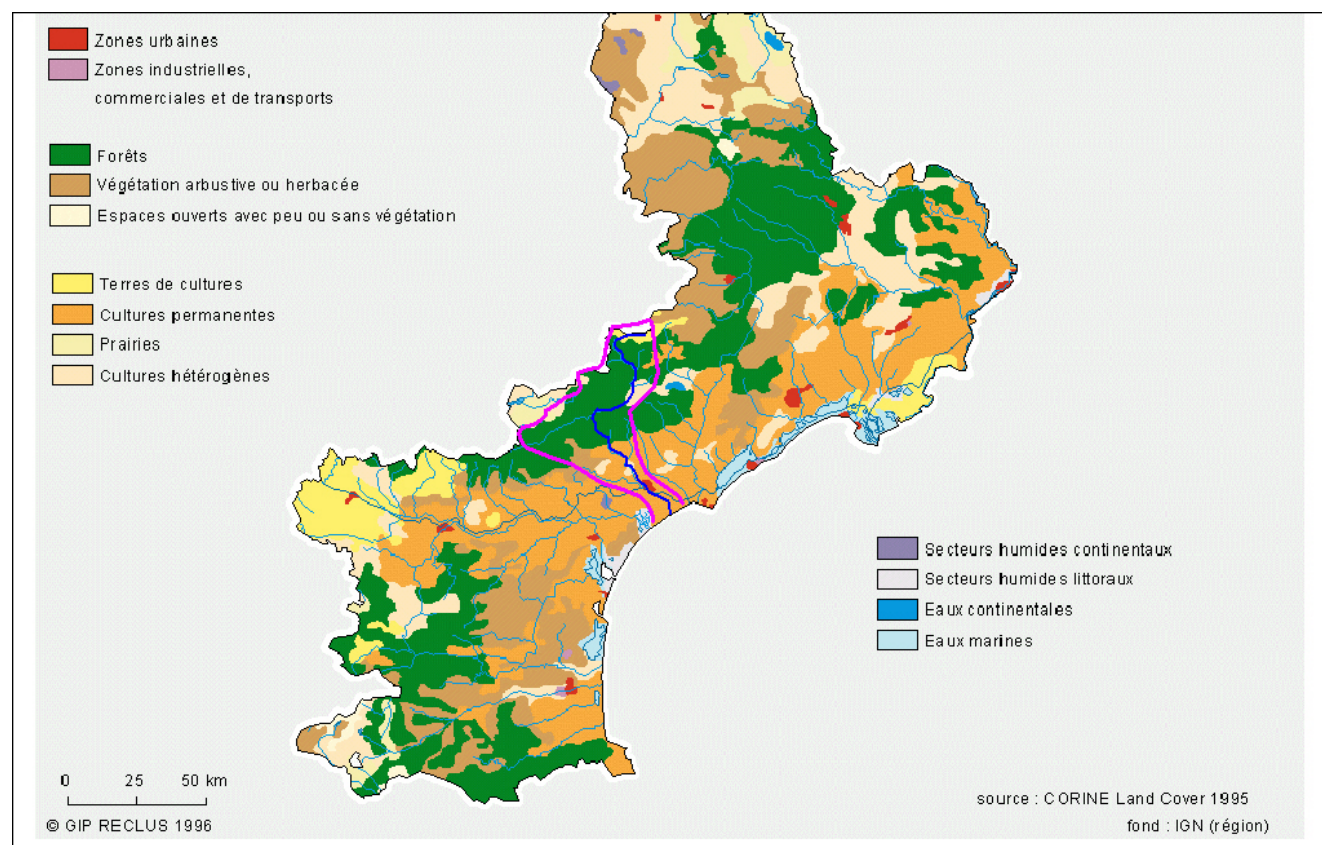 Zones urbaines
Zones industrielles,
commerciales et de transports
Forêts
Végétation arbustive ou herbacée
Espaces ouverts avec peu ou sans végétation
Terres de cultures
Cultures permanentes
Prairies
Cultures hétérogènes
Secteurs humides continentaux
Secteurs humides littoraux
Eaux continentales
Eaux marines
0 25 50 km
© GIP RECLUS 1996
source : CORINE Land Cover 1995
fond : IGN (région)